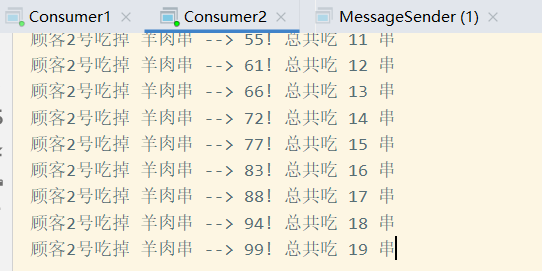 Consumer1 × Consumer2 × MessageSender (1) ×
顾客2号吃掉 羊肉串 --> 55! 总共吃 11 串
顾客2号吃掉 羊肉串 --> 61! 总共吃 12 串
顾客2号吃掉 羊肉串 --> 66! 总共吃 13 串
顾客2号吃掉 羊肉串 --> 72! 总共吃 14 串
顾客2号吃掉 羊肉串 --> 77! 总共吃 15 串
顾客2号吃掉 羊肉串 --> 83! 总共吃 16 串
顾客2号吃掉 羊肉串 --> 88! 总共吃 17 串
顾客2号吃掉 羊肉串 --> 94! 总共吃 18 串
顾客2号吃掉 羊肉串 --> 99! 总共吃 19 串